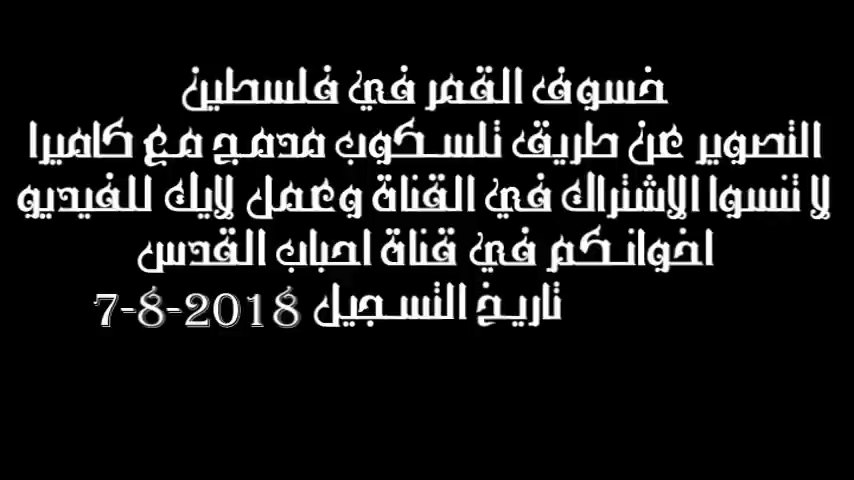 خسوف القمر في فلسطين
التصوير عن طريق تلسكوب مدمج مع كاميرا
لا تنسوا الاشتراك في القناة وعمل لايك للفيديو
اخوانكم في قناة احباب القدس
تاريخ التسجيل 2018-8-7